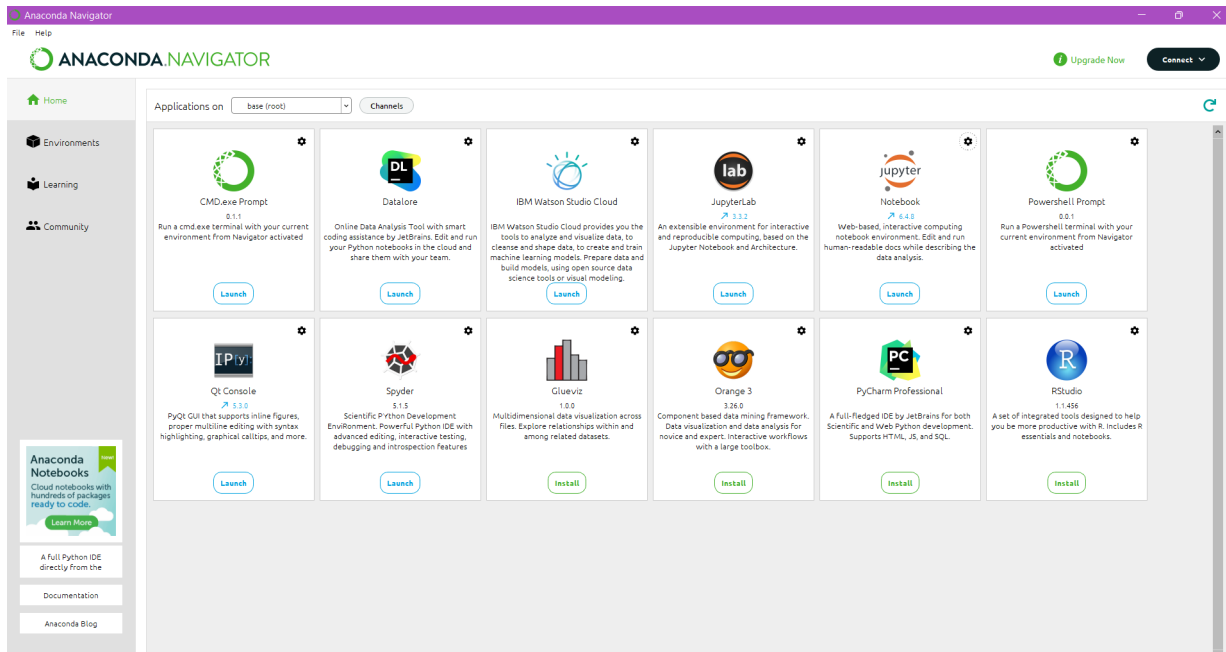 Anaconda Navigator
File Help
ANACONDA.NAVIGATOR
Upgrade Now
Connect
Home
Environments
Learning
Community
Applications on
base (root)
Channels
CMD.exe Prompt
0.1.1
Run a cmd.exe terminal with your current
environment from Navigator activated
Launch
DL
Datalore
Online Data Analysis Tool with smart
coding assistance by JetBrains. Edit and run
your Python notebooks in the cloud and
share them with your team.
Launch
IBM Watson Studio Cloud
IBM Watson Studio Cloud provides you the
tools to analyze and visualize data, to
cleanse and shape data, to create and train
machine learning models. Prepare data and
build models, using open source data
science tools or visual modeling.
Launch
lab
JupyterLab
3.3.2
An extensible environment for interactive
and reproducible computing, based on the
Jupyter Notebook and Architecture.
Launch
jupyter
Notebook
6.4.8
Web-based, interactive computing
notebook environment. Edit and run
human-readable docs while describing the
data analysis.
Launch
Powershell Prompt
0.0.1
Run a Powershell terminal with your
current environment from Navigator
activated
Launch
IP[y]:
Qt Console
5.3.0
PyQt GUI that supports inline figures,
proper multiline editing with syntax
highlighting, graphical calltips, and more.
Launch
Spyder
5.1.5
Scientific PYthon Development
EnviRonment. Powerful Python IDE with
advanced editing, interactive testing,
debugging and introspection features
Launch
Glueviz
1.0.0
Multidimensional data visualization across
files. Explore relationships within and
among related datasets.
Install
Orange 3
3.26.0
Component based data mining framework.
Data visualization and data analysis for
novice and expert. Interactive workflows
with a large toolbox.
Install
PC
PyCharm Professional
A full-fledged IDE by JetBrains for both
Scientific and Web Python development.
Supports HTML, JS, and SQL.
Install
R
RStudio
1.1.456
A set of integrated tools designed to help
you be more productive with R. Includes R
essentials and notebooks.
Install
Anaconda
Notebooks
Cloud notebooks with
hundreds of packages
ready to code.
Learn More
A full Python IDE
directly from the
Documentation
Anaconda Blog